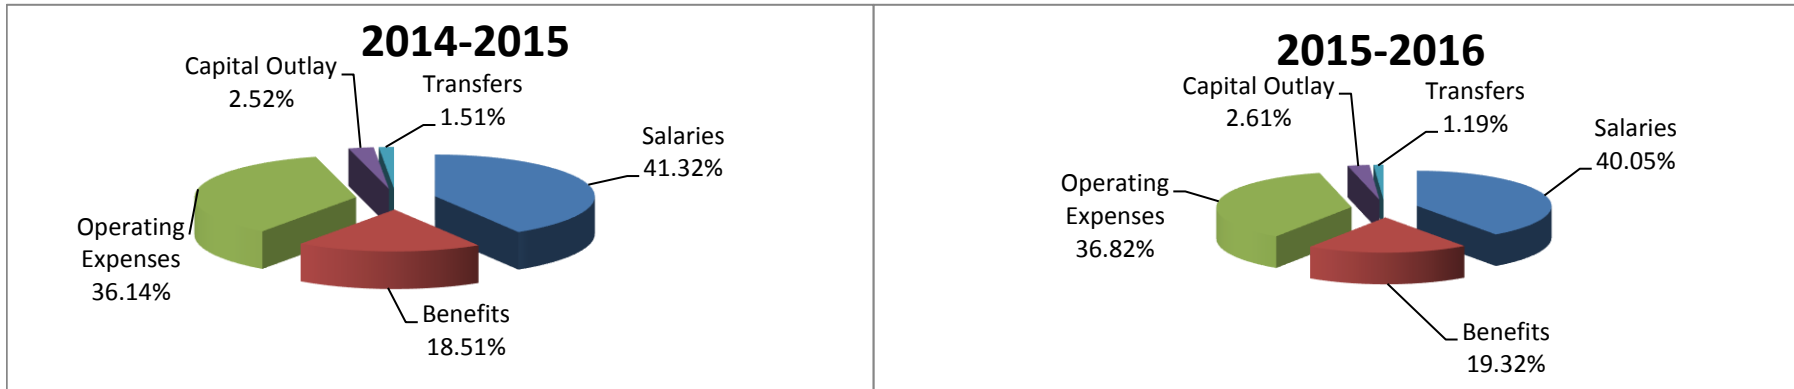 2014-2015
Capital Outlay
2.52%
Transfers
1.51%
Salaries
41.32%
Operating
Expenses
36.14%
Benefits
18.51%
2015-2016
Capital Outlay
2.61%
Transfers
1.19%
Salaries
40.05%
Operating
Expenses
36.82%
Benefits
19.32%